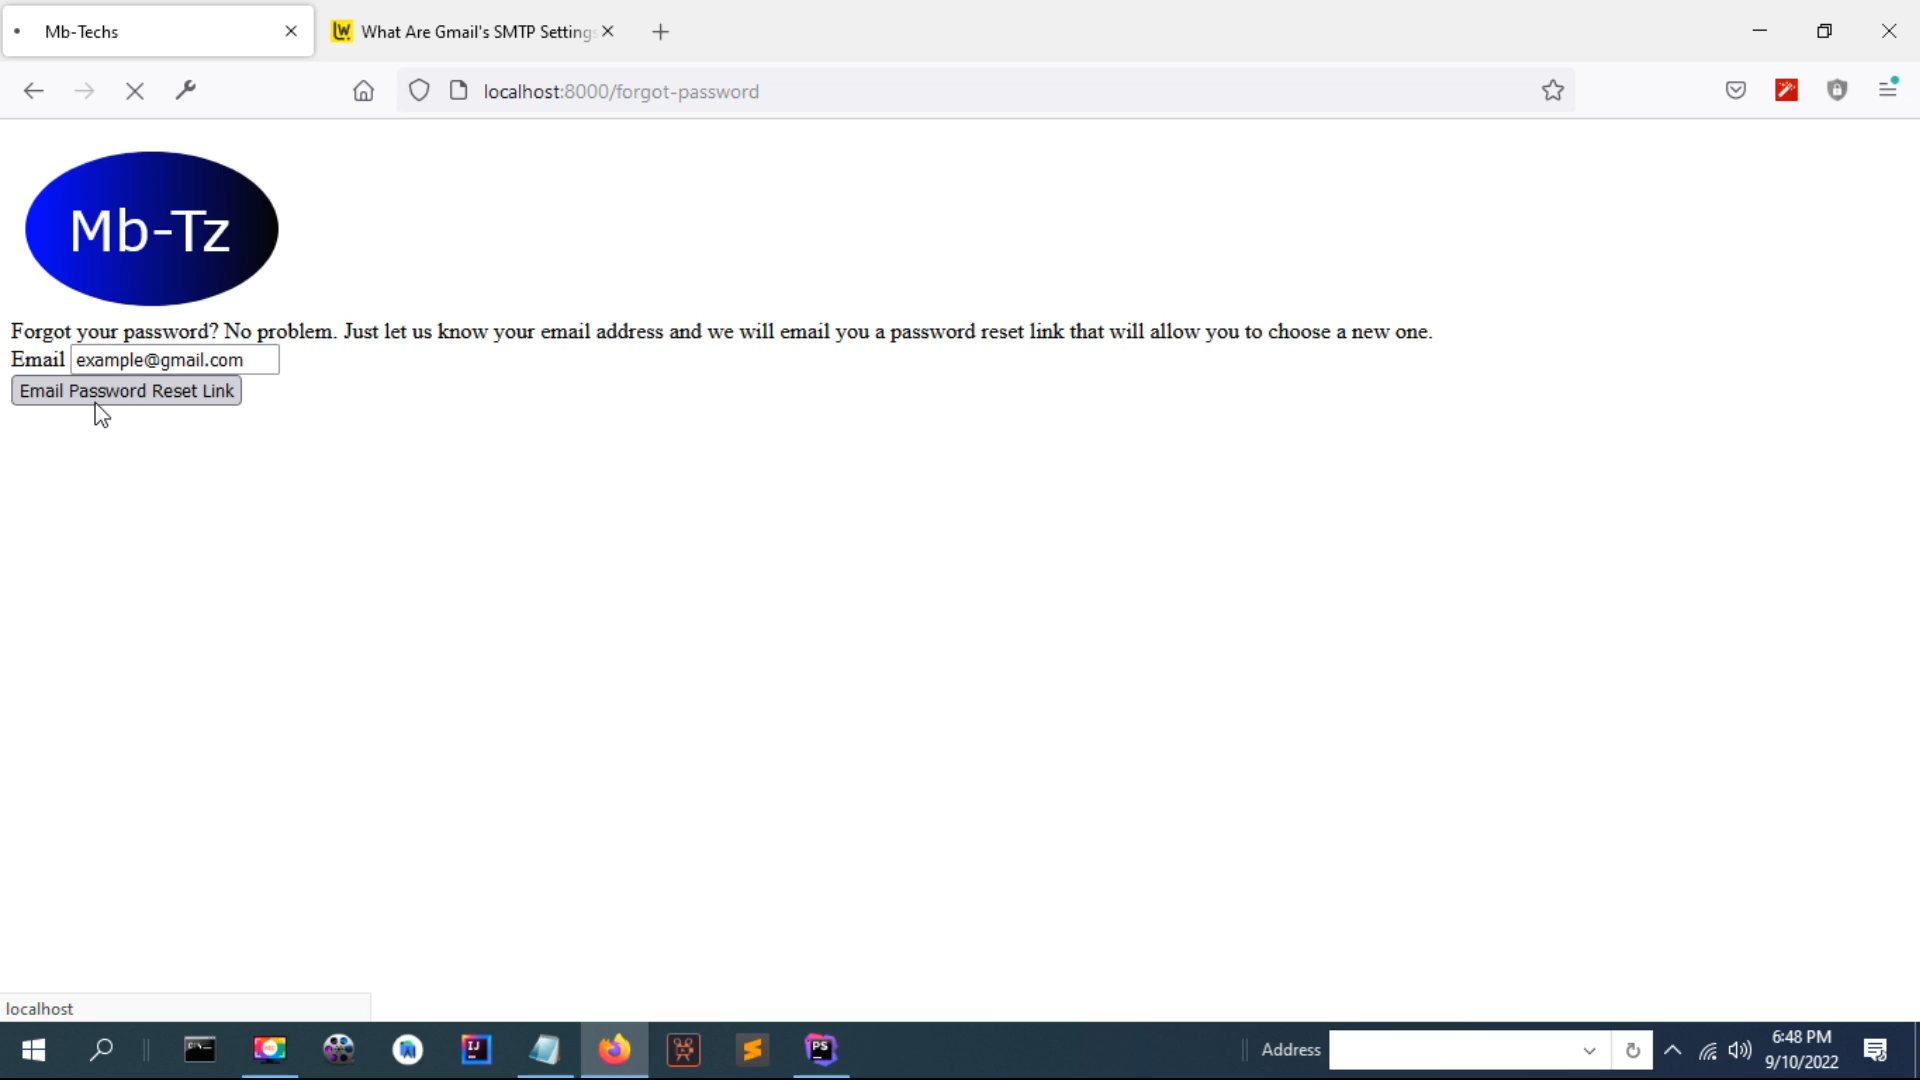 Mb-Techs
What Are Gmail's SMTP Setting
localhost:8000/forgot-password
Mb-Tz
Forgot your password? No problem. Just let us know your email address and we will email you a password reset link that will allow you to choose a new one.
Email example@gmail.com
Email Password Reset Link
localhost
Address
6:48 PM
9/10/2022